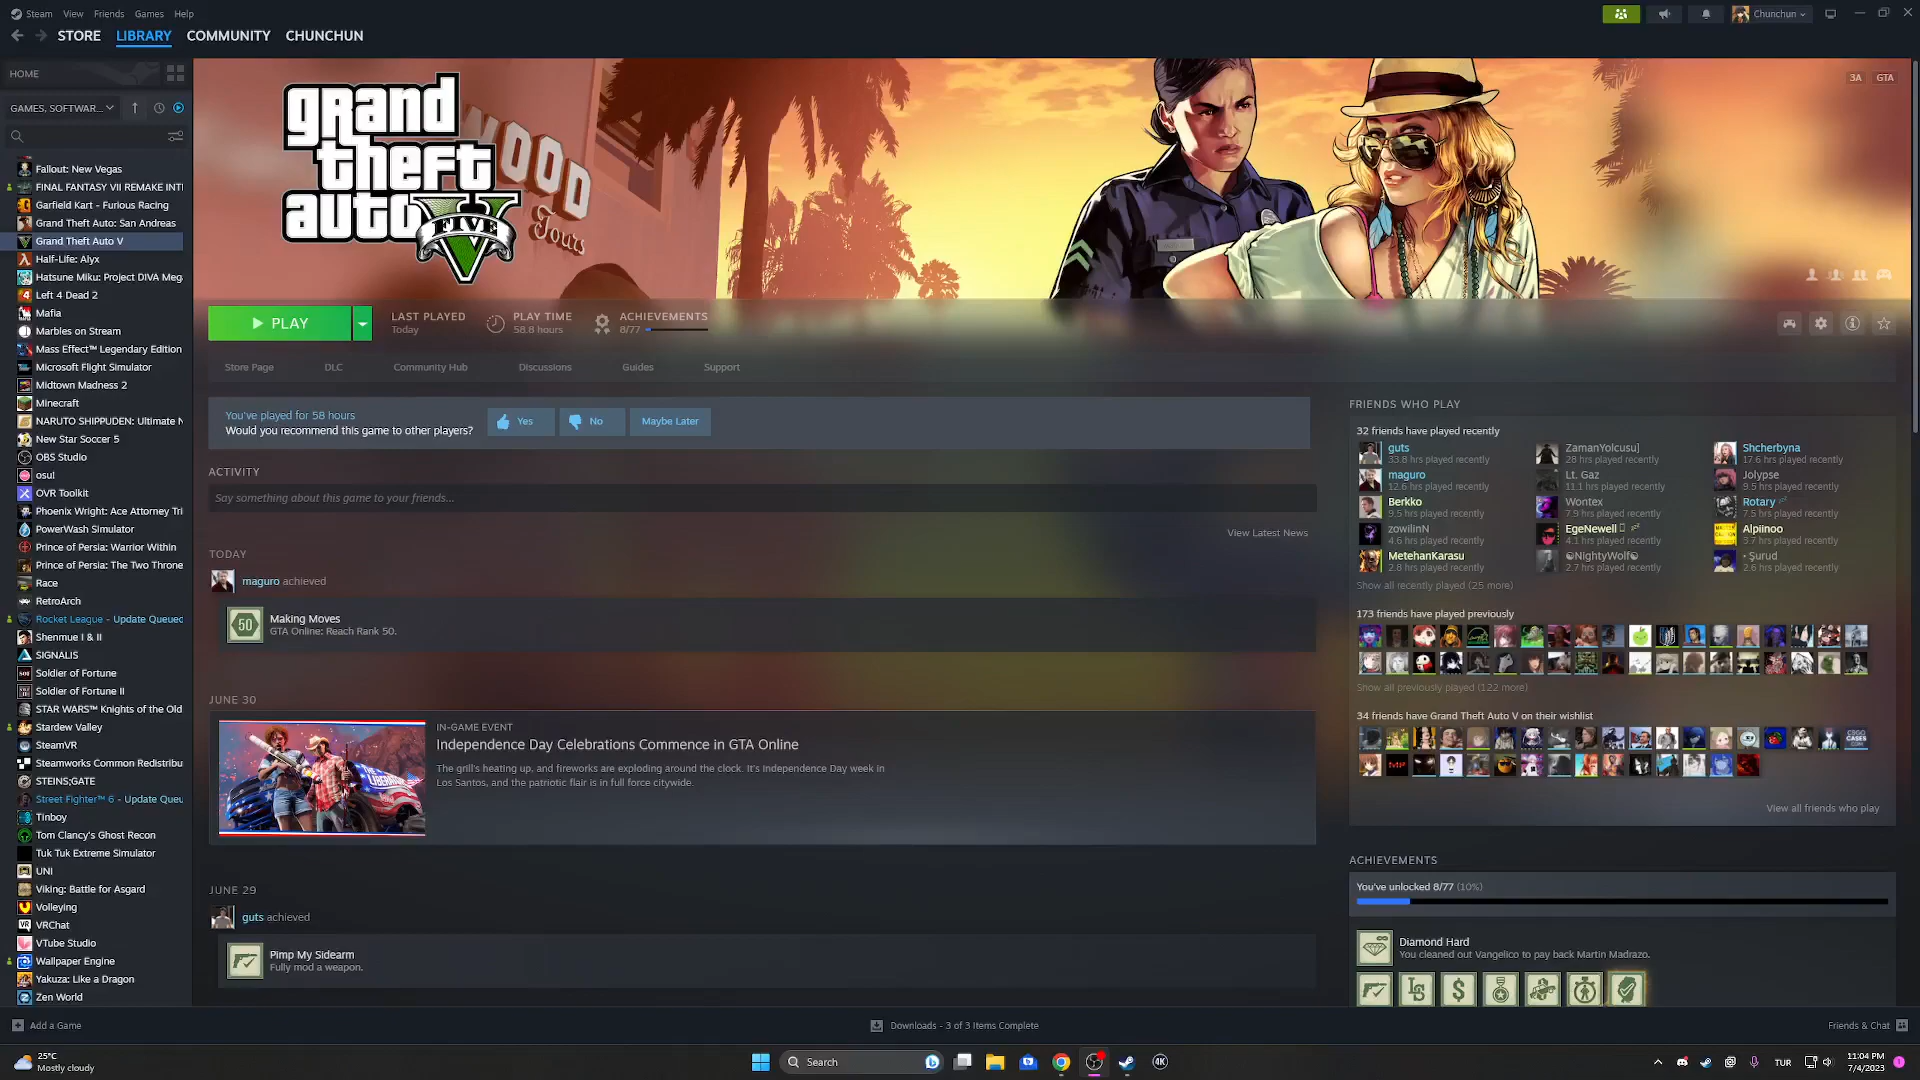 Steam View Friends Games Help
Chunchun
STORE LIBRARY COMMUNITY CHUNCHUN
HOME
GAMES, SOFTWAR...
Fallout: New Vegas
FINAL FANTASY VII REMAKE INTI
Garfield Kart - Furious Racing
Grand Theft Auto: San Andreas
Grand Theft Auto V
Half-Life: Alyx
Hatsune Miku: Project DIVA Meg
Left 4 Dead 2
Mafia
Marbles on Stream
Mass Effect™ Legendary Edition
Microsoft Flight Simulator
Midtown Madness 2
Minecraft
NARUTO SHIPPUDEN: Ultimate N
New Star Soccer 5
OBS Studio
osu!
OVR Toolkit
Phoenix Wright: Ace Attorney Tri
PowerWash Simulator
Prince of Persia: Warrior Within
Prince of Persia: The Two Throne
Race
RetroArch
Rocket League - Update Queued
Shenmue I & II
SIGNALIS
Soldier of Fortune
Soldier of Fortune II
STAR WARS™ Knights of the Old
Stardew Valley
SteamVR
Steamworks Common Redistribu
STEINS;GATE
Street Fighter™ 6 - Update Queu
Tinboy
Tom Clancy's Ghost Recon
Tuk Tuk Extreme Simulator
UNI
Viking: Battle for Asgard
Volleying
VRChat
VTube Studio
Wallpaper Engine
Yakuza: Like a Dragon
Zen World
grand
theft
auto
FIVE
WOOD
Tours
3A GTA
PLAY
LAST PLAYED
Today
PLAY TIME
58.8 hours
ACHIEVEMENTS
8/77
Store Page DLC Community Hub Discussions Guides Support
You've played for 58 hours
Would you recommend this game to other players?
Yes No Maybe Later
ACTIVITY
Say something about this game to your friends...
View Latest News
TODAY
maguro achieved
50
Making Moves
GTA Online: Reach Rank 50.
JUNE 30
IN-GAME EVENT
Independence Day Celebrations Commence in GTA Online
The grill's heating up, and fireworks are exploding around the clock. It's Independence Day week in
Los Santos, and the patriotic flair is in full force citywide.
JUNE 29
guts achieved
Pimp My Sidearm
Fully mod a weapon.
FRIENDS WHO PLAY
32 friends have played recently
guts
33.8 hrs played recently
ZamanYolcusu]
28 hrs played recently
Shcherbyna
17.6 hrs played recently
maguro
12.6 hrs played recently
Lt. Gaz
11.1 hrs played recently
Jolypse
9.5 hrs played recently
Berkko
9.5 hrs played recently
Wontex
7.9 hrs played recently
Rotary
7.5 hrs played recently
zowilinN
4.6 hrs played recently
EgeNewell
4.1 hrs played recently
Alpiinoo
3.7 hrs played recently
MetehanKarasu
2.8 hrs played recently
☯NightyWolf☯
2.7 hrs played recently
• Şurud
2.6 hrs played recently
Show all recently played (25 more)
173 friends have played previously
Show all previously played (122 more)
34 friends have Grand Theft Auto V on their wishlist
View all friends who play
ACHIEVEMENTS
You've unlocked 8/77 (10%)
Diamond Hard
You cleaned out Vangelico to pay back Martin Madrazo.
Add a Game
Downloads - 3 of 3 Items Complete
Friends & Chat
25°C
Mostly cloudy
Search
4K
TUR
11:04 PM
7/4/2023